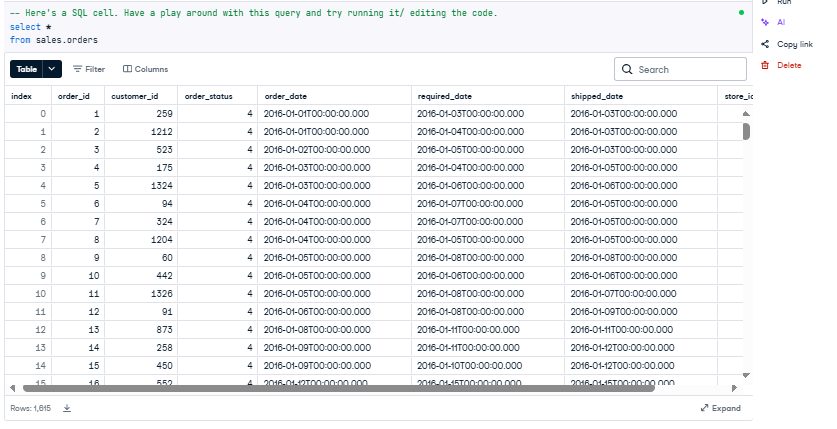 -- Here's a SQL cell. Have a play around with this query and try running it/ editing the code.
select *
from sales.orders
Run
AI
Copy link
Delete
Table Filter Columns Search
index order_id customer_id order_status order_date required_date shipped_date
0 1 259 4 2016-01-01T00:00:00.000 2016-01-03T00:00:00.000 2016-01-03T00:00:00.000
1 2 1212 4 2016-01-01T00:00:00.000 2016-01-04T00:00:00.000 2016-01-03T00:00:00.000
2 3 523 4 2016-01-02T00:00:00.000 2016-01-05T00:00:00.000 2016-01-03T00:00:00.000
3 4 175 4 2016-01-03T00:00:00.000 2016-01-04T00:00:00.000 2016-01-05T00:00:00.000
4 5 1324 4 2016-01-03T00:00:00.000 2016-01-06T00:00:00.000 2016-01-06T00:00:00.000
5 6 94 4 2016-01-04T00:00:00.000 2016-01-07T00:00:00.000 2016-01-05T00:00:00.000
6 7 324 4 2016-01-04T00:00:00.000 2016-01-07T00:00:00.000 2016-01-05T00:00:00.000
7 8 1204 4 2016-01-04T00:00:00.000 2016-01-05T00:00:00.000 2016-01-05T00:00:00.000
8 9 60 4 2016-01-05T00:00:00.000 2016-01-08T00:00:00.000 2016-01-08T00:00:00.000
9 10 442 4 2016-01-05T00:00:00.000 2016-01-06T00:00:00.000 2016-01-06T00:00:00.000
10 11 1326 4 2016-01-05T00:00:00.000 2016-01-08T00:00:00.000 2016-01-07T00:00:00.000
11 12 91 4 2016-01-06T00:00:00.000 2016-01-08T00:00:00.000 2016-01-09T00:00:00.000
12 13 873 4 2016-01-08T00:00:00.000 2016-01-11T00:00:00.000 2016-01-11T00:00:00.000
13 14 258 4 2016-01-09T00:00:00.000 2016-01-11T00:00:00.000 2016-01-12T00:00:00.000
14 15 450 4 2016-01-09T00:00:00.000 2016-01-10T00:00:00.000 2016-01-12T00:00:00.000
15 16 552 4 2016-01-12T00:00:00.000 2016-01-15T00:00:00.000 2016-01-15T00:00:00.000
Rows: 1,615 Expand